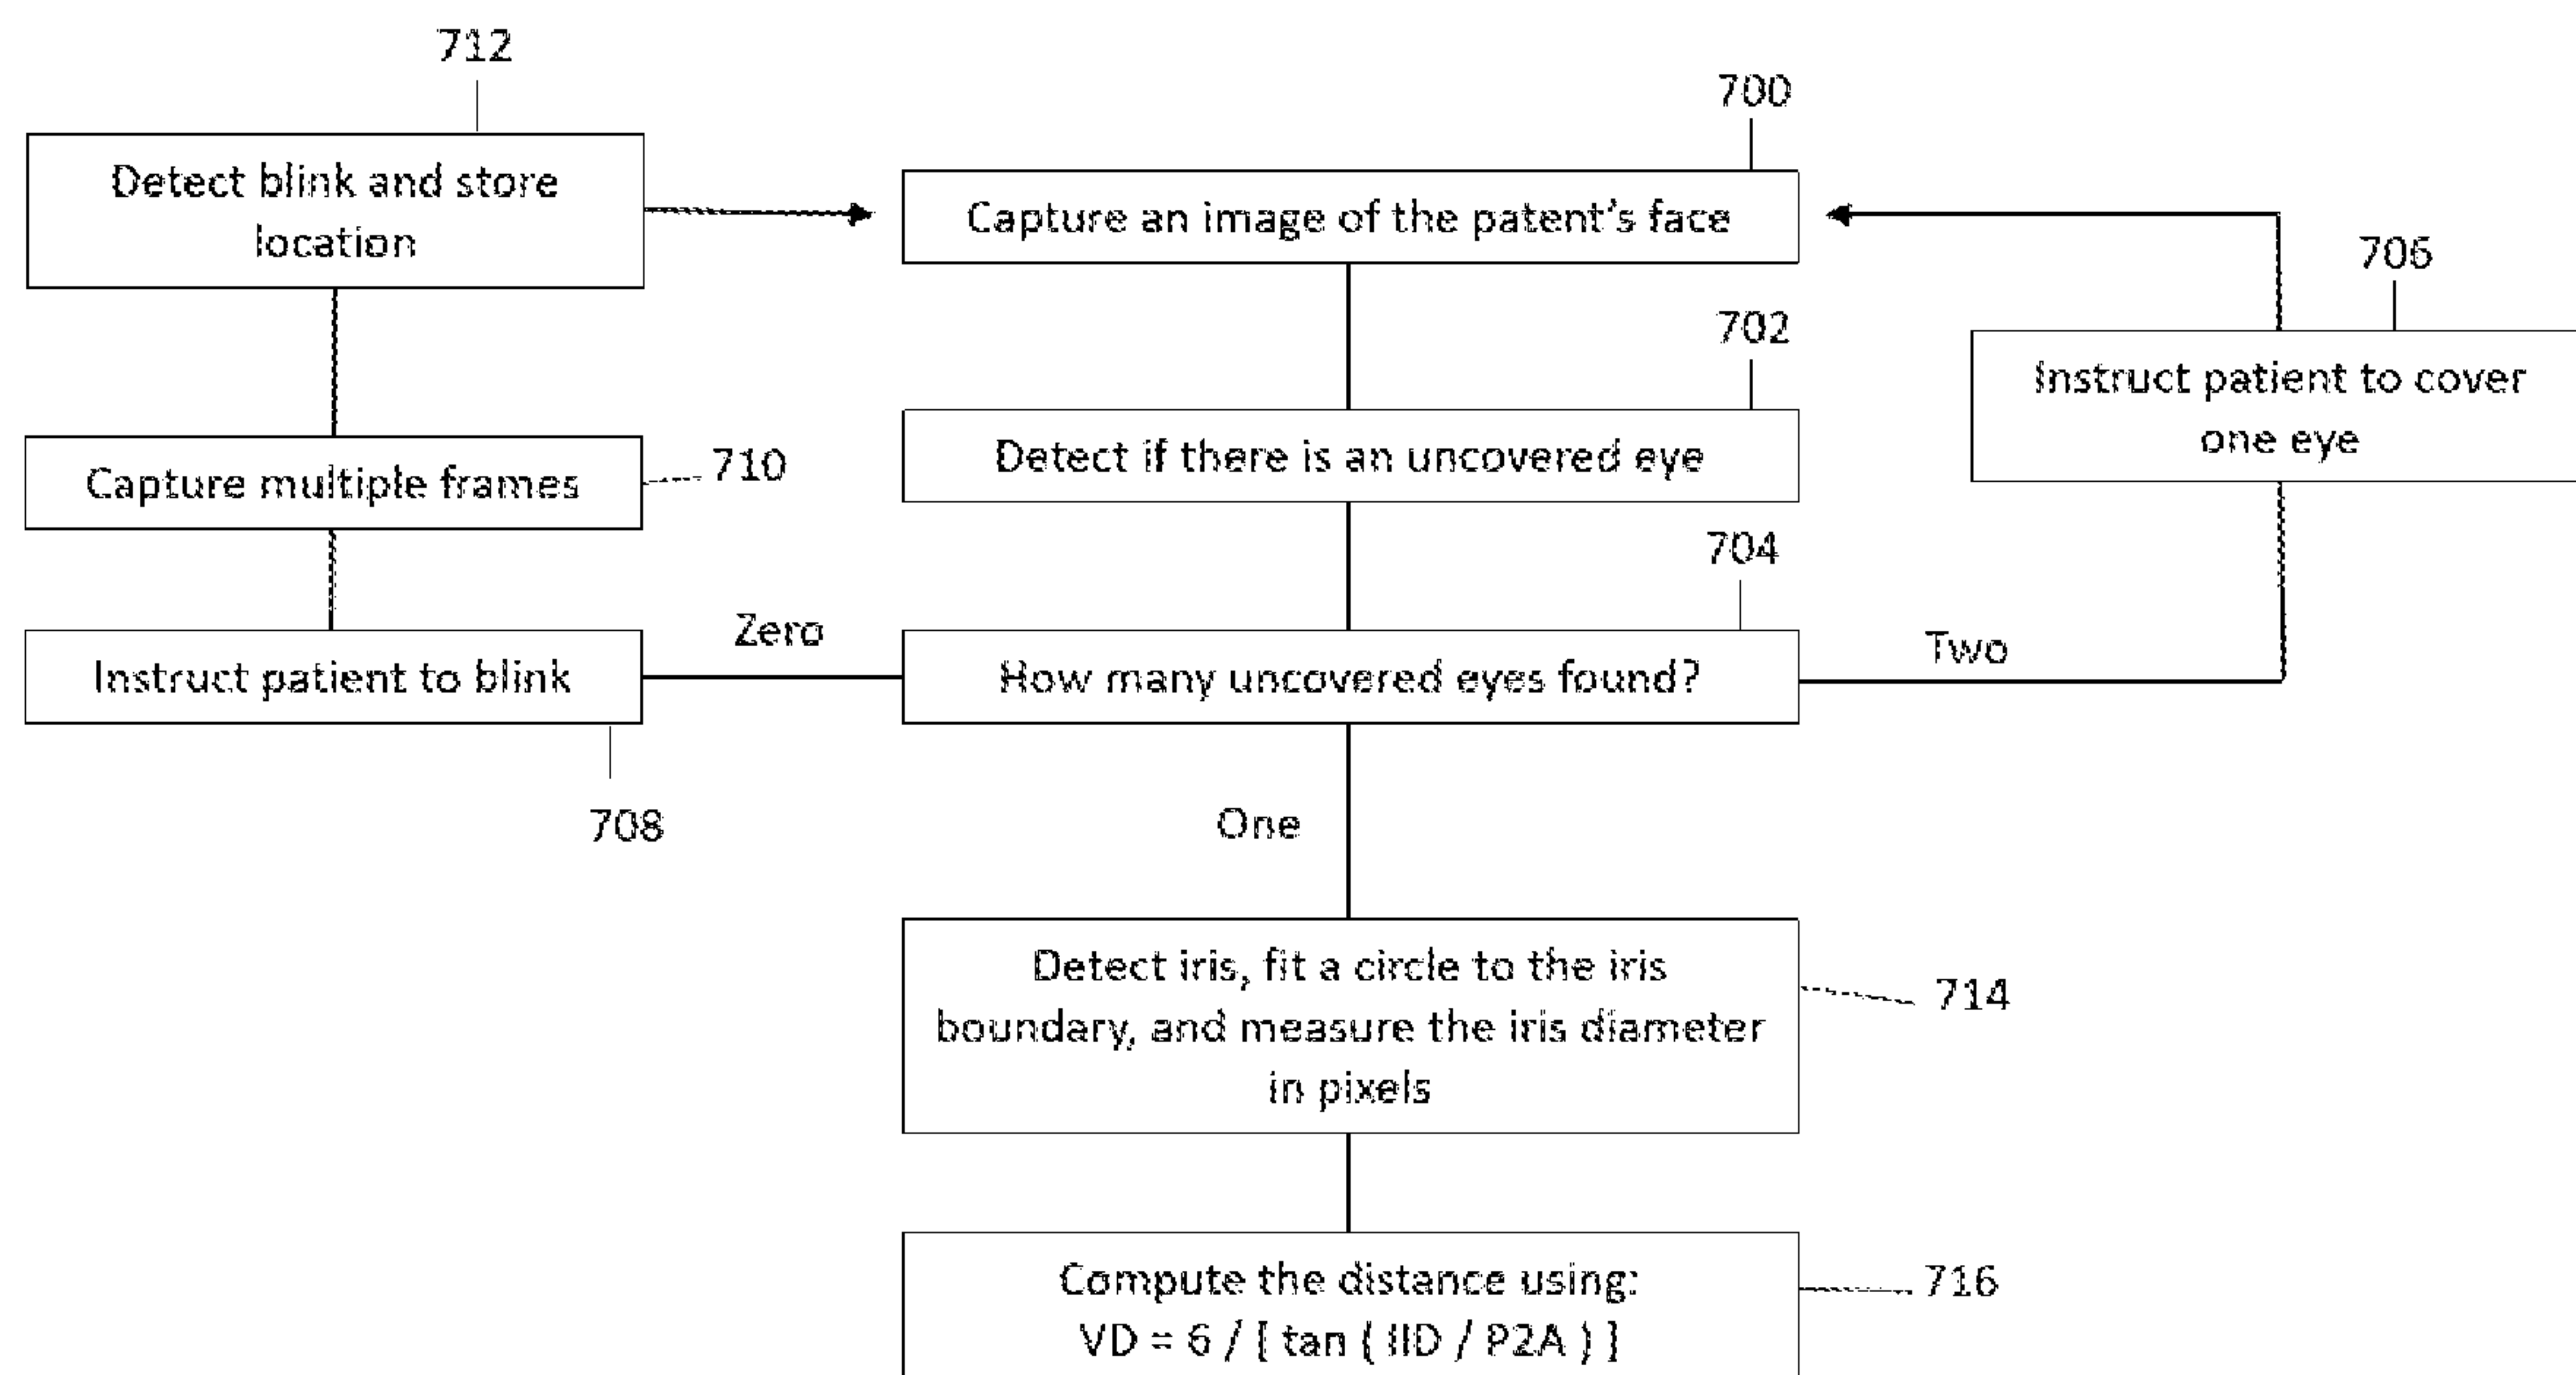 712
700
Detect blink and store
location
Capture an image of the patent's face
706
702
Instruct patient to cover
one eye
Capture multiple frames
710
Detect if there is an uncovered eye
704
Zero
Two
Instruct patient to blink
How many uncovered eyes found?
708
One
Detect iris, fit a circle to the iris
boundary, and measure the iris diameter
in pixels
714
Compute the distance using:
VD = 6 / [ tan ( IID / P2A ) ]
716